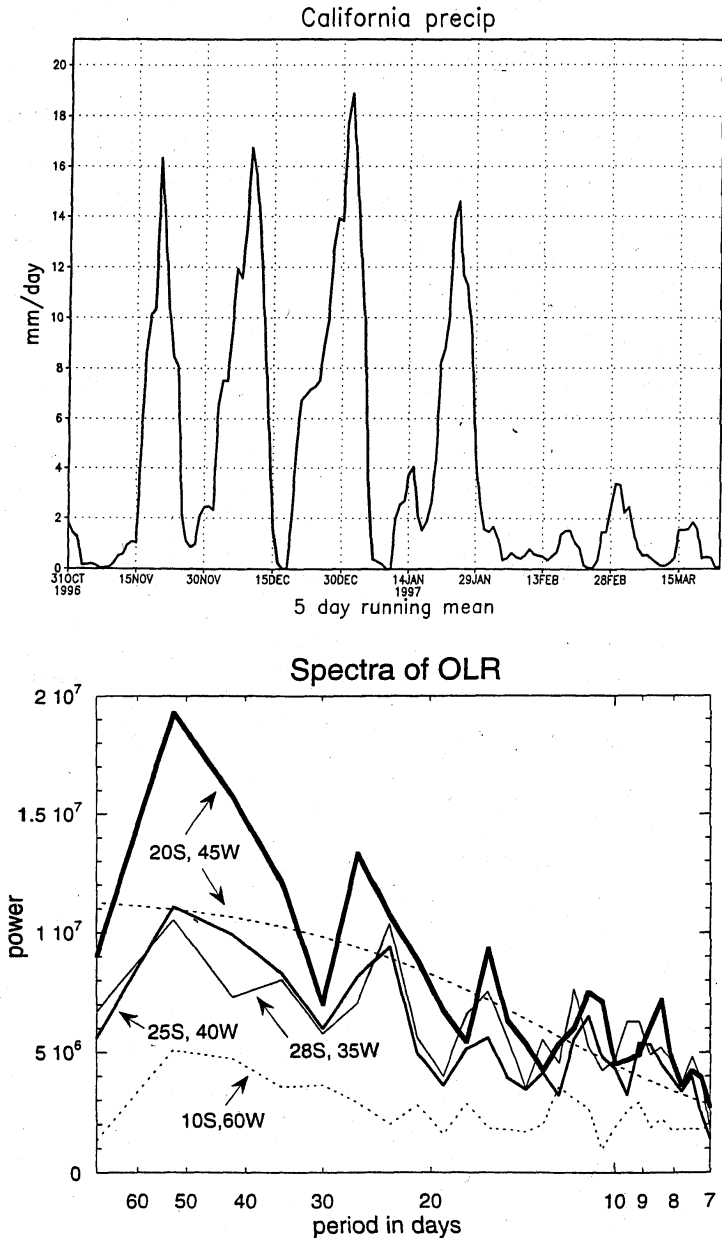 California precip
20
18
16
14
12
10
8
6
4
2
0
mm/day
31OCT 15NOV 30NOV 15DEC 30DEC 14JAN 29JAN 13FEB 28FEB 15MAR
1996 1997
5 day running mean
Spectra of OLR
2 10^7
1.5 10^7
1 10^7
5 10^6
0
power
20S, 45W
25S, 40W
28S, 35W
10S,60W
60 50 40 30 20 10 9 8 7
period in days